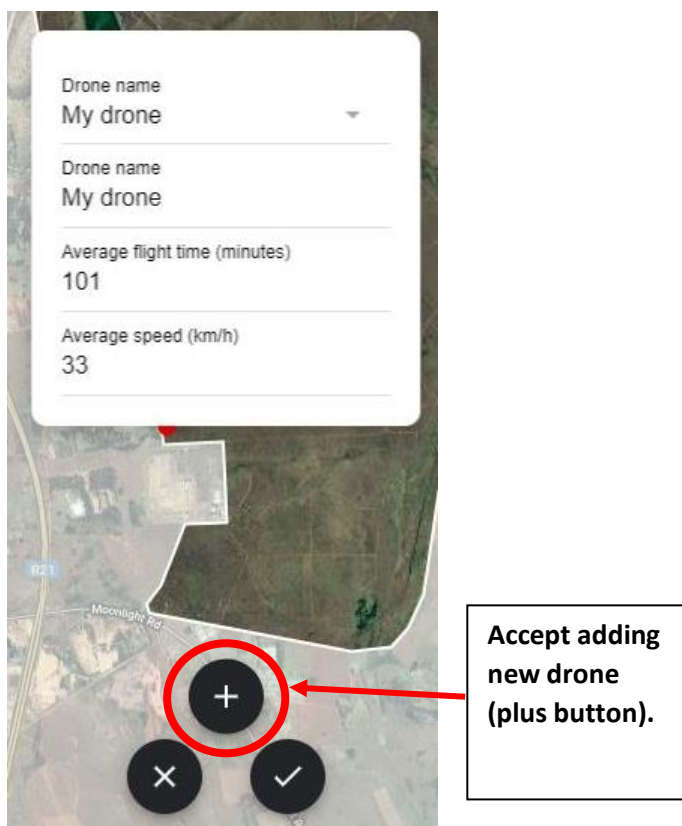 Drone name
My drone
Drone name
My drone
Average flight time (minutes)
101
Average speed (km/h)
33
R21
Moonlight Rd
Accept adding
new drone
(plus button).